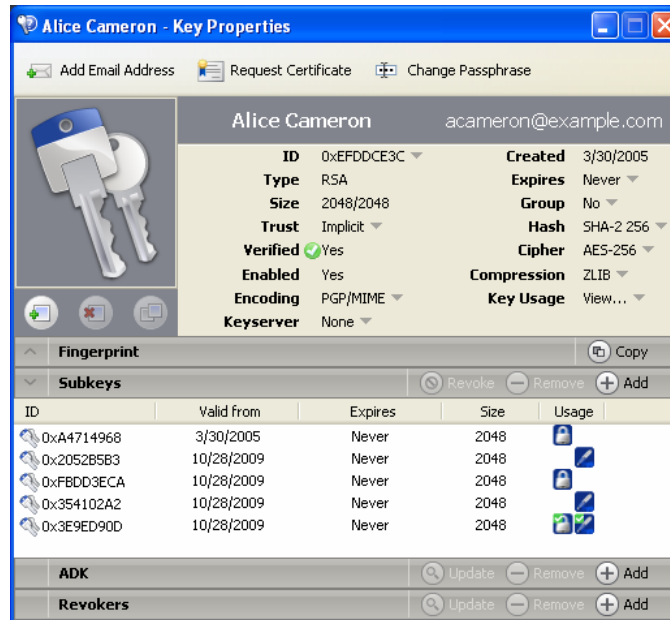 Alice Cameron - Key Properties
Add Email Address Request Certificate Change Passphrase
Alice Cameron acameron@example.com
ID 0xEFDDCE3C Created 3/30/2005
Type RSA Expires Never
Size 2048/2048 Group No
Trust Implicit Hash SHA-2 256
Verified Yes Cipher AES-256
Enabled Yes Compression ZLIB
Encoding PGP/MIME Key Usage View...
Keyserver None
Fingerprint Copy
Subkeys Revoke Remove Add
ID Valid from Expires Size Usage
0xA4714968 3/30/2005 Never 2048
0x2052B5B3 10/28/2009 Never 2048
0xFBDD3ECA 10/28/2009 Never 2048
0x354102A2 10/28/2009 Never 2048
0x3E9ED90D 10/28/2009 Never 2048
ADK Update Remove Add
Revokers Update Remove Add